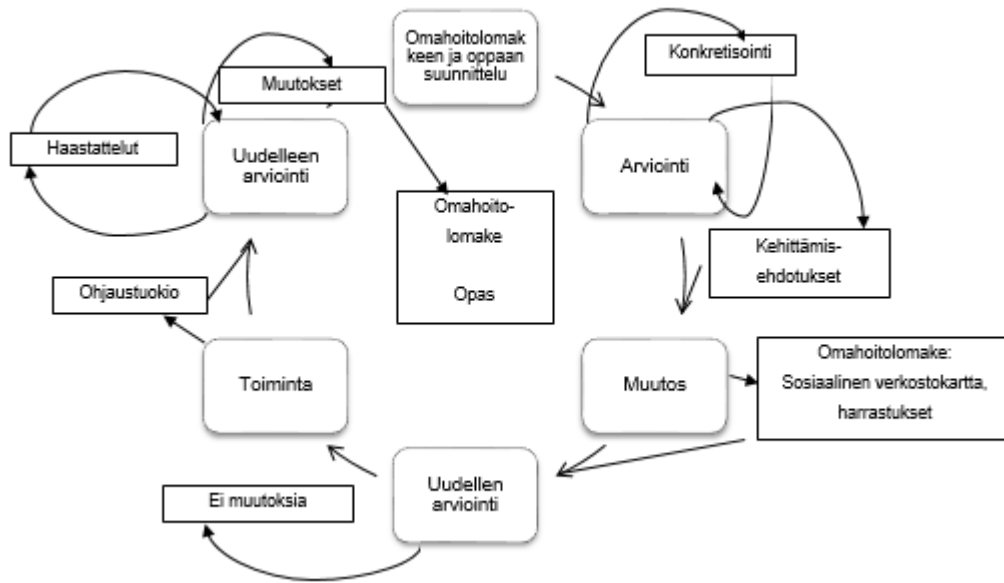 Omahoitolomak
keen ja oppaan
suunnittelu
Konkretisointi
Muutokset
Haastattelut
Uudelleen
arviointi
Arviointi
Omahoito-
lomake
Opas
Kehittämis-
ehdotukset
Ohjaustuokio
Toiminta
Muutos
Omahoitolomake:
Sosiaalinen verkostokartta,
harrastukset
Uudellen
arviointi
Ei muutoksia